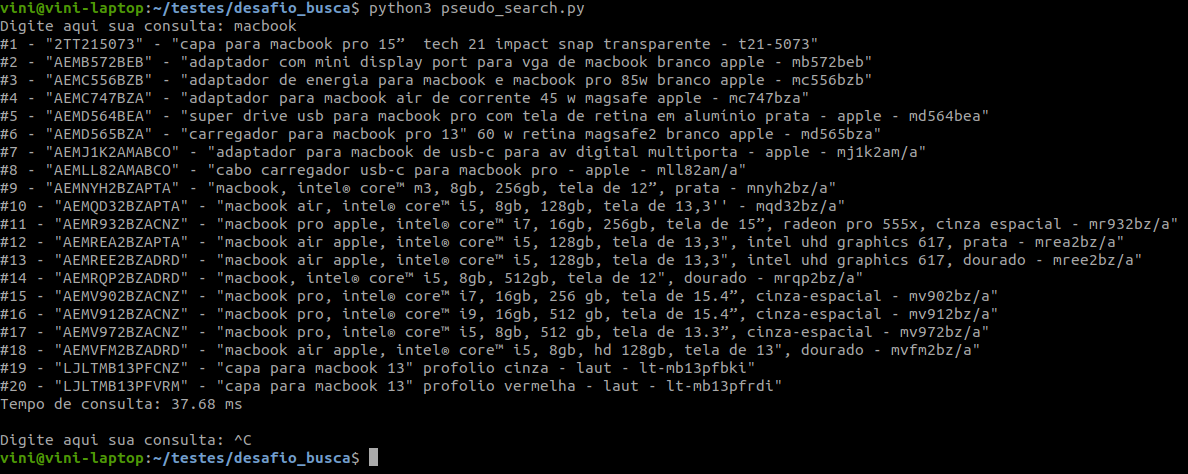 vini@vini-laptop:~/testes/desafio_busca$ python3 pseudo_search.py
Digite aqui sua consulta: macbook
#1 - "2TT215073" - "capa para macbook pro 15”  tech 21 impact snap transparente - t21-5073"
#2 - "AEMB572BEB" - "adaptador com mini display port para vga de macbook branco apple - mb572beb"
#3 - "AEMC556BZB" - "adaptador de energia para macbook e macbook pro 85w branco apple - mc556bzb"
#4 - "AEMC747BZA" - "adaptador para macbook air de corrente 45 w magsafe apple - mc747bza"
#5 - "AEMD564BEA" - "super drive usb para macbook pro com tela de retina em alumínio prata - apple - md564bea"
#6 - "AEMD565BZA" - "carregador para macbook pro 13" 60 w retina magsafe2 branco apple - md565bza"
#7 - "AEMJ1K2AMABCO" - "adaptador para macbook de usb-c para av digital multiporta - apple - mj1k2am/a"
#8 - "AEMLL82AMABCO" - "cabo carregador usb-c para macbook pro - apple - mll82am/a"
#9 - "AEMNYH2BZAPTA" - "macbook, intel® core™ m3, 8gb, 256gb, tela de 12”, prata - mnyh2bz/a"
#10 - "AEMQD32BZAPTA" - "macbook air, intel® core™ i5, 8gb, 128gb, tela de 13,3'' - mqd32bz/a"
#11 - "AEMR932BZACNZ" - "macbook pro apple, intel® core™ i7, 16gb, 256gb, tela de 15”, radeon pro 555x, cinza espacial - mr932bz/a"
#12 - "AEMREA2BZAPTA" - "macbook air apple, intel® core™ i5, 128gb, tela de 13,3", intel uhd graphics 617, prata - mrea2bz/a"
#13 - "AEMREE2BZADRD" - "macbook air apple, intel® core™ i5, 128gb, tela de 13,3", intel uhd graphics 617, dourado - mree2bz/a"
#14 - "AEMRQP2BZADRD" - "macbook, intel® core™ i5, 8gb, 512gb, tela de 12", dourado - mrqp2bz/a"
#15 - "AEMV902BZACNZ" - "macbook pro, intel® core™ i7, 16gb, 256 gb, tela de 15.4”, cinza-espacial - mv902bz/a"
#16 - "AEMV912BZACNZ" - "macbook pro, intel® core™ i9, 16gb, 512 gb, tela de 15.4”, cinza-espacial - mv912bz/a"
#17 - "AEMV972BZACNZ" - "macbook pro, intel® core™ i5, 8gb, 512 gb, tela de 13.3”, cinza-espacial - mv972bz/a"
#18 - "AEMVFM2BZADRD" - "macbook air apple, intel® core™ i5, 8gb, hd 128gb, tela de 13", dourado - mvfm2bz/a"
#19 - "LJLTMB13PFCNZ" - "capa para macbook 13" profolio cinza - laut - lt-mb13pfbki"
#20 - "LJLTMB13PFVRM" - "capa para macbook 13" profolio vermelha - laut - lt-mb13pfrdi"
Tempo de consulta: 37.68 ms
Digite aqui sua consulta: ^C
vini@vini-laptop:~/testes/desafio_busca$